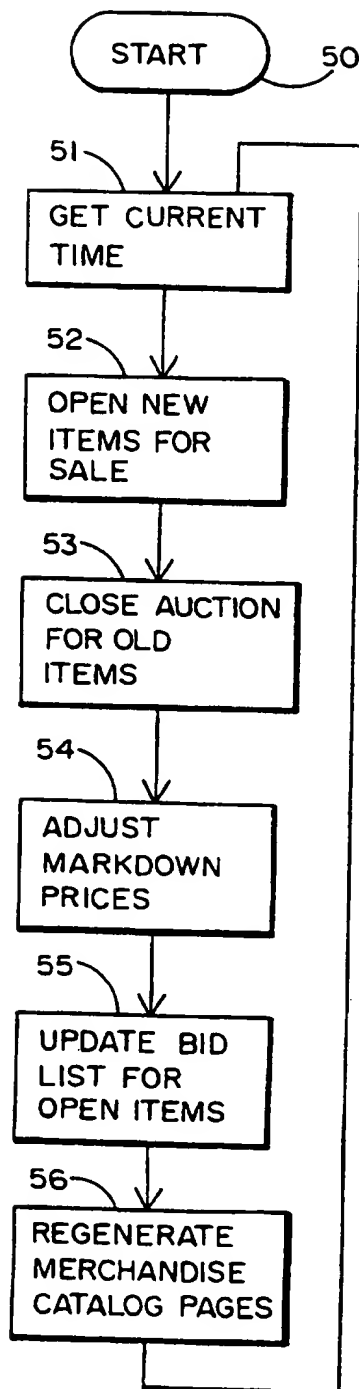 START
50
51
GET CURRENT
TIME
52
OPEN NEW
ITEMS FOR
SALE
53
CLOSE AUCTION
FOR OLD
ITEMS
54
ADJUST
MARKDOWN
PRICES
55
UPDATE BID
LIST FOR
OPEN ITEMS
56
REGENERATE
MERCHANDISE
CATALOG PAGES